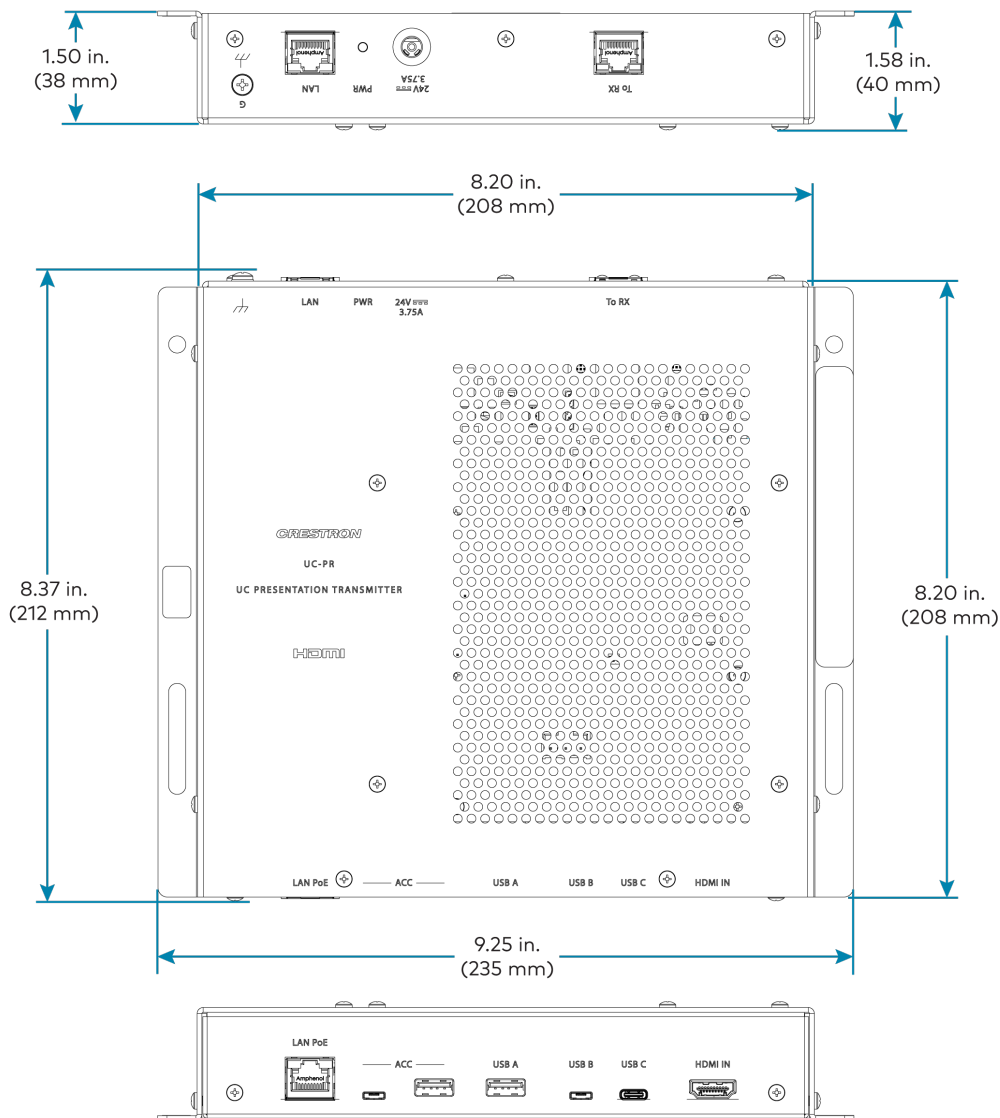 1.50 in.
(38 mm)
G
LAN
Amphenol
PWR
24V
3.75A
To RX
Amphenol
1.58 in.
(40 mm)
8.20 in.
(208 mm)
LAN PWR 24V To RX
3.75A
CRESTRON
UC-PR
UC PRESENTATION TRANSMITTER
HDMI
8.37 in.
(212 mm)
8.20 in.
(208 mm)
LAN PoE ACC USB A USB B USB C HDMI IN
9.25 in.
(235 mm)
LAN PoE ACC USB A USB B USB C HDMI IN
Amphenol